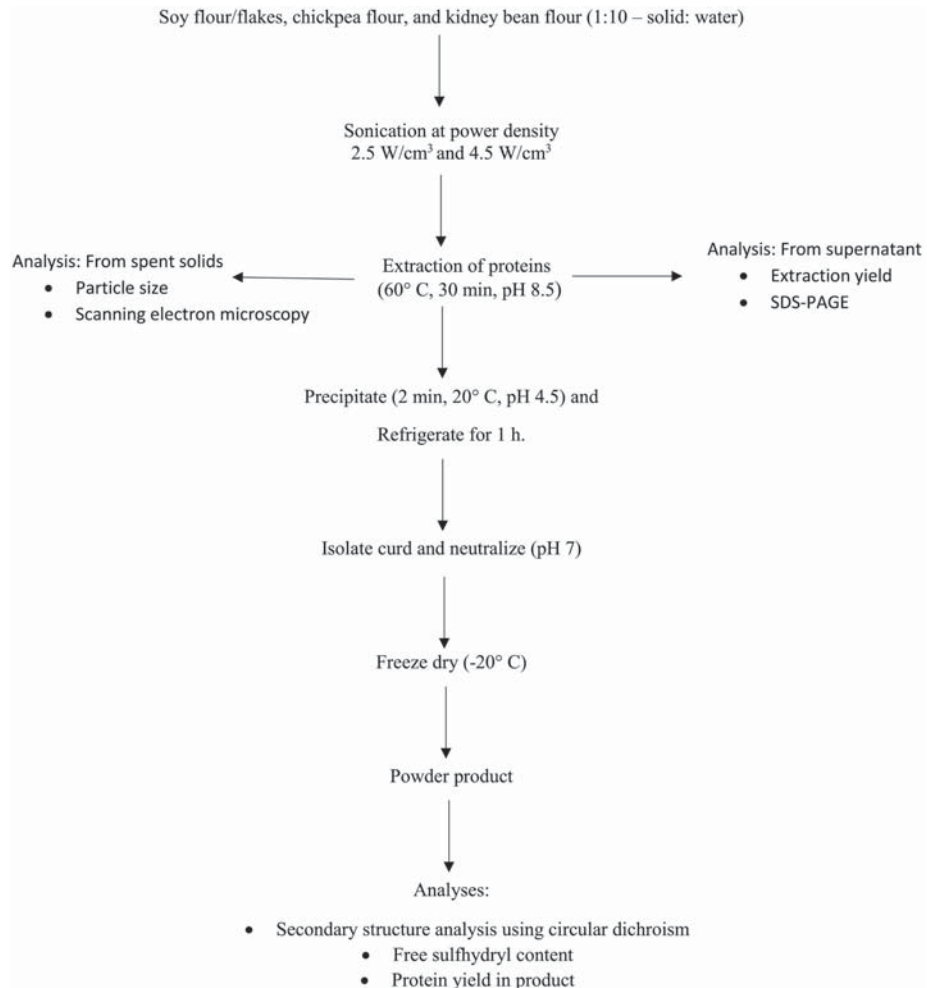 Soy flour/flakes, chickpea flour, and kidney bean flour (1:10 – solid: water)
Sonication at power density
2.5 W/cm³ and 4.5 W/cm³
Analysis: From spent solids
• Particle size
• Scanning electron microscopy
Extraction of proteins
(60° C, 30 min, pH 8.5)
Analysis: From supernatant
• Extraction yield
• SDS-PAGE
Precipitate (2 min, 20° C, pH 4.5) and
Refrigerate for 1 h.
Isolate curd and neutralize (pH 7)
Freeze dry (-20° C)
Powder product
Analyses:
• Secondary structure analysis using circular dichroism
• Free sulfhydryl content
• Protein yield in product